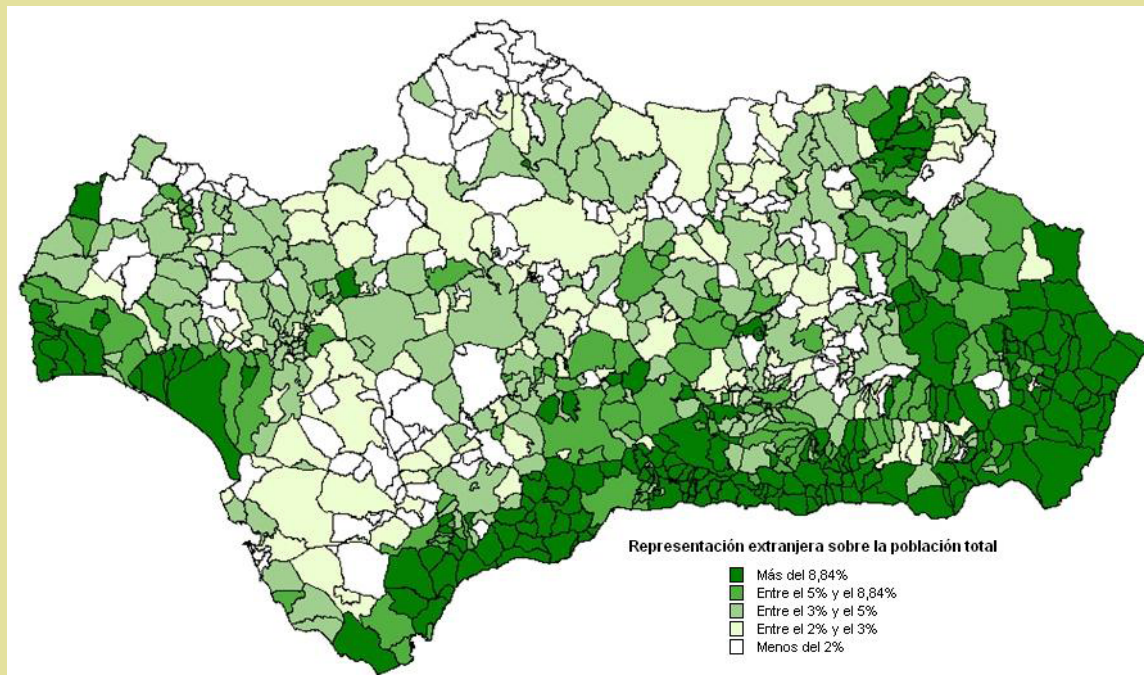 Representación extranjera sobre la población total
Más del 8,84%
Entre el 5% y el 8,84%
Entre el 3% y el 5%
Entre el 2% y el 3%
Menos del 2%